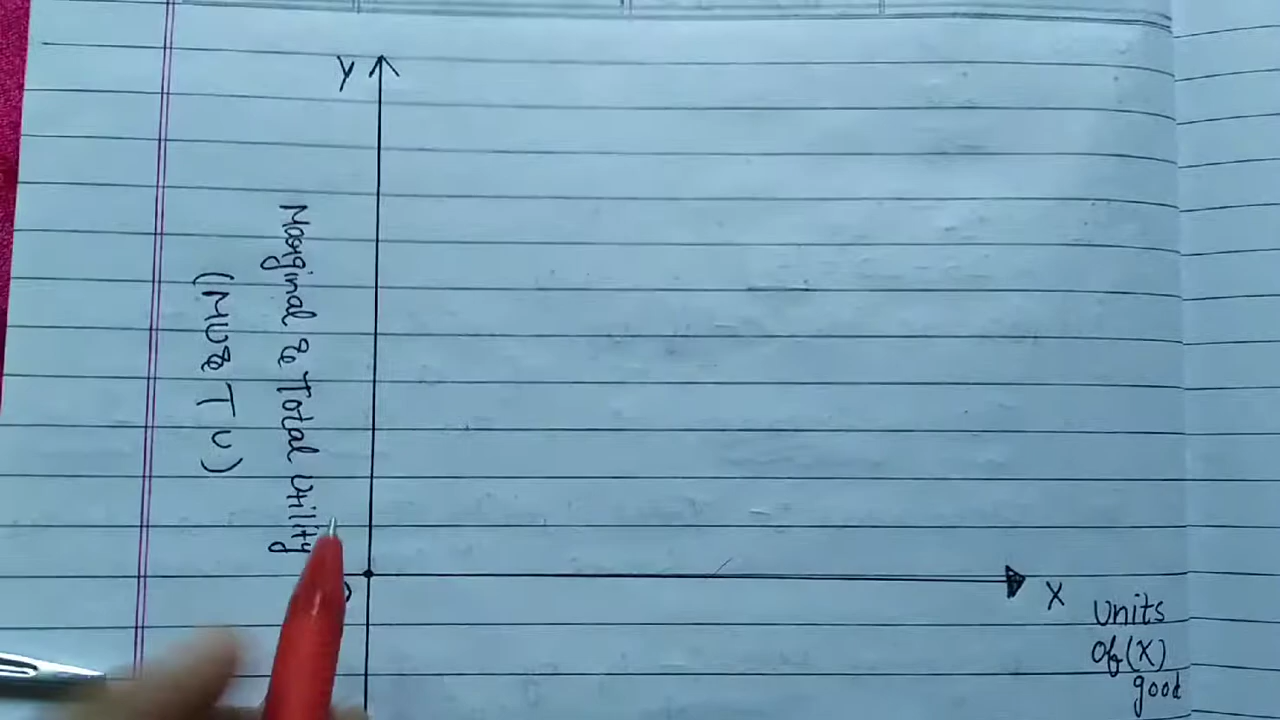 Y
Marginal & Total Utility
(MU & TU)
X
Units
of (X)
good